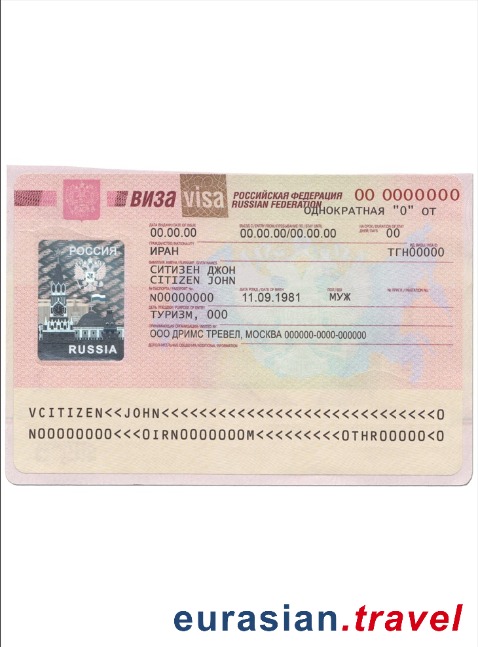 ВИЗА visa РОССИЙСКАЯ ФЕДЕРАЦИЯ 00 0000000
RUSSIAN FEDERATION
ОДНОКРАТНАЯ "0" ОТ
00.00.00 00.00.00/00.00.00 00
ИРАН ТГН00000
СИТИЗЕН ДЖОН
CITIZEN JOHN
N00000000 11.09.1981 МУЖ
ТУРИЗМ, 000
ООО ДРИМС ТРЕВЕЛ, МОСКВА 000000-0000-000000
РОССИЯ
RUSSIA
VCITIZEN<<JOHN<<<<<<<<<<<<<<<<<<<<<<<<<<<<<0
N00000000<<<0IRN0000000M<<<<<<<<<0THR00000<0
eurasian.travel